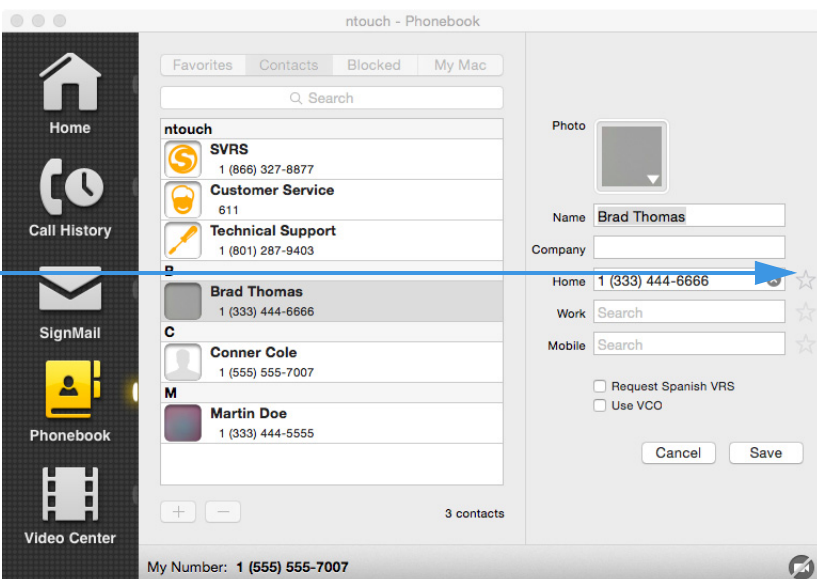 ntouch - Phonebook
Home
Call History
SignMail
Phonebook
Video Center
Favorites Contacts Blocked My Mac
Search
ntouch
SVRS
1 (866) 327-8877
Customer Service
611
Technical Support
1 (801) 287-9403
B
Brad Thomas
1 (333) 444-6666
C
Conner Cole
1 (555) 555-7007
M
Martin Doe
1 (333) 444-5555
3 contacts
Photo
Name Brad Thomas
Company
Home 1 (333) 444-6666
Work Search
Mobile Search
Request Spanish VRS
Use VCO
Cancel Save
My Number: 1 (555) 555-7007